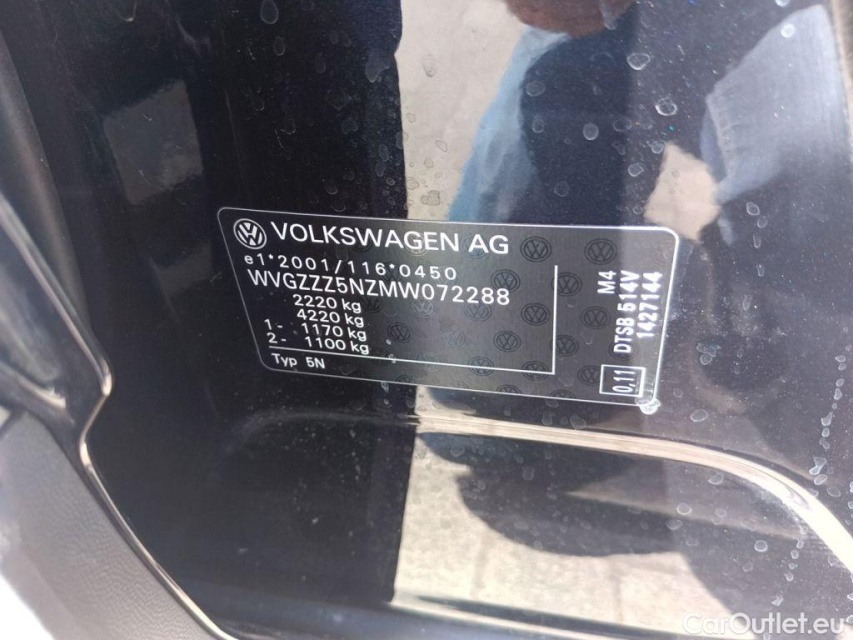 VOLKSWAGEN AG
e1*2001/116*0450
WVGZZZ5NZMW072288
2220 kg
4220 kg
1- 1170 kg
2- 1100 kg
Typ 5N
M4
DTSB 514V
1427144
0,11
CarOutlet.eu